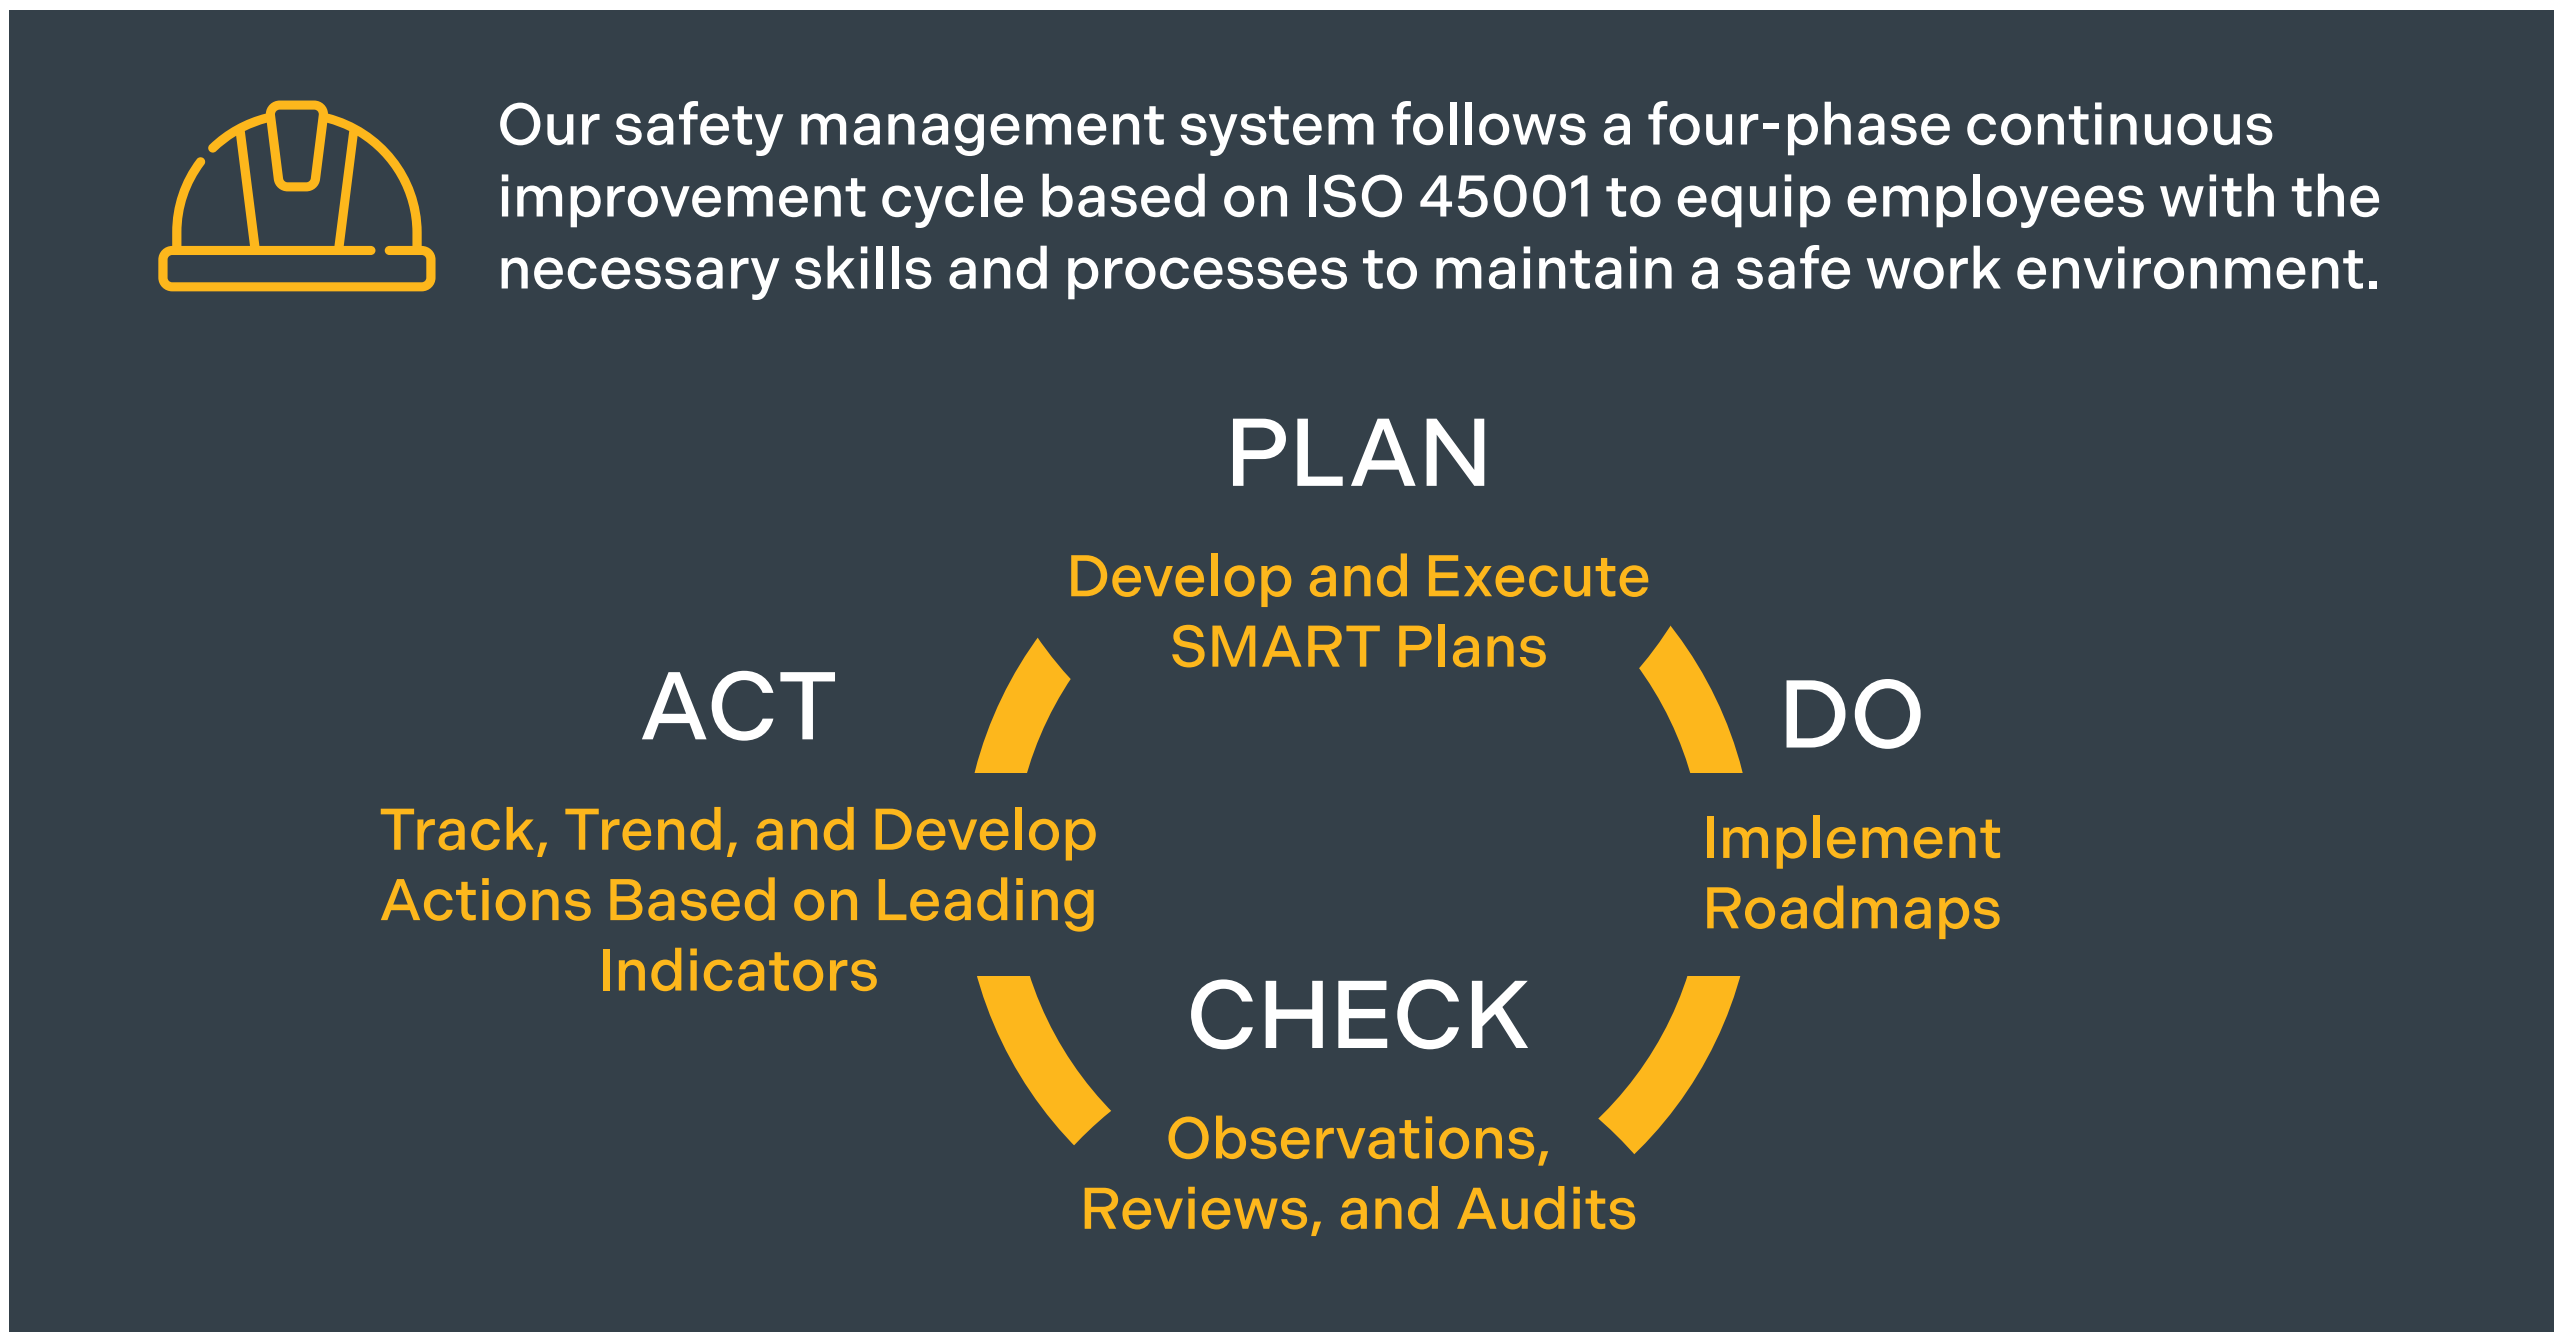 Our safety management system follows a four-phase continuous
improvement cycle based on ISO 45001 to equip employees with the
necessary skills and processes to maintain a safe work environment.
PLAN
Develop and Execute
SMART Plans
DO
Implement
Roadmaps
CHECK
Observations,
Reviews, and Audits
ACT
Track, Trend, and Develop
Actions Based on Leading
Indicators